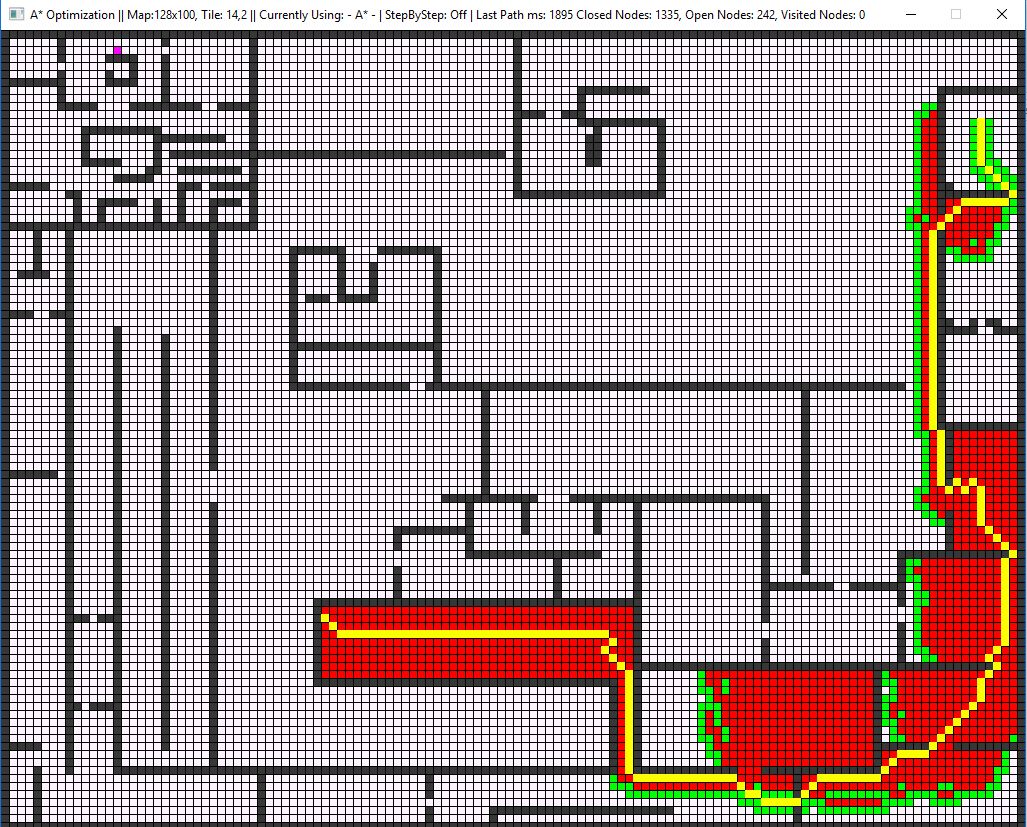 A* Optimization || Map:128x100, Tile: 14,2 || Currently Using: - A* - | StepByStep: Off | Last Path ms: 1895 Closed Nodes: 1335, Open Nodes: 242, Visited Nodes: 0